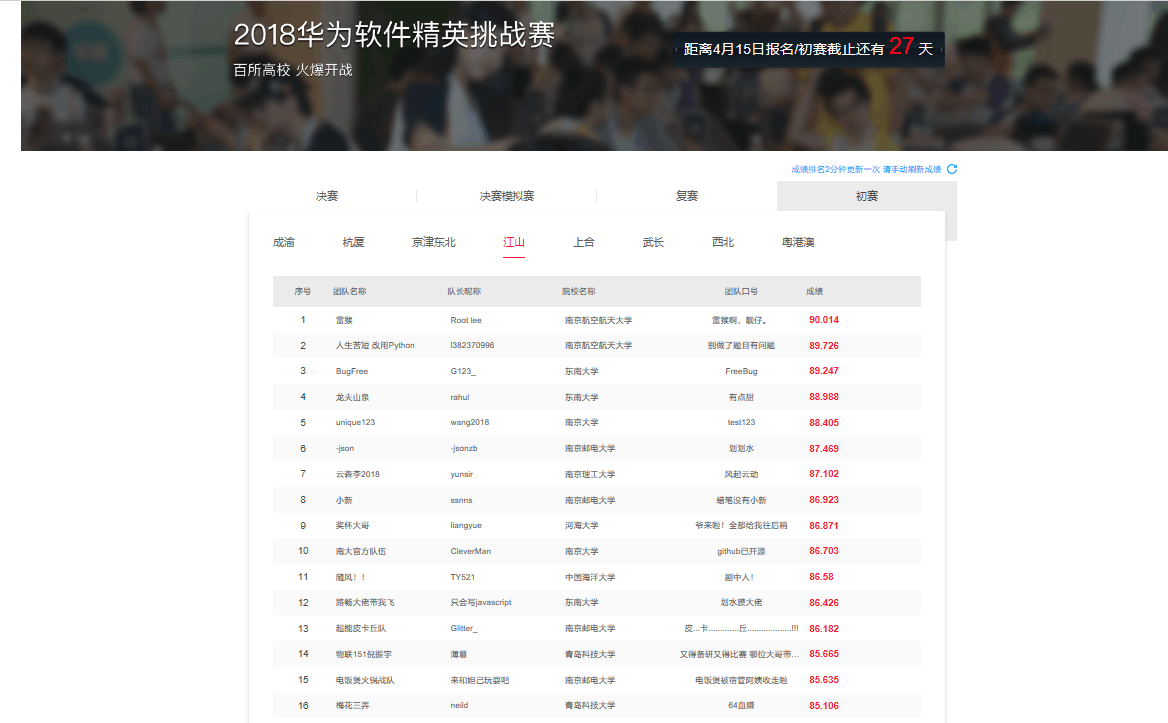 2018华为软件精英挑战赛
距离4月15日报名/初赛截止还有 27 天
百所高校 火爆开战
成绩排名2分钟更新一次 请手动刷新成绩
决赛 决赛模拟赛 复赛 初赛
成渝 杭厦 京津东北 江山 上合 武长 西北 粤港澳
序号 团队名称 队长昵称 院校名称 团队口号 成绩
1 雷猴 Root lee 南京航空航天大学 雷猴啊，靓仔。 90.014
2 人生苦短 改用Python l382370996 南京航空航天大学 别做了题目有问题 89.726
3 BugFree G123_ 东南大学 FreeBug 89.247
4 龙夫山泉 rahul 东南大学 有点甜 88.988
5 unique123 wang2018 南京大学 test123 88.405
6 -json -jsonzb 南京邮电大学 划划水 87.469
7 云森李2018 yunsir 南京理工大学 风起云动 87.102
8 小新 ssnns 南京邮电大学 蜡笔没有小新 86.923
9 奖杯大哥 liangyue 河海大学 爷来啦！全都给我往后稍 86.871
10 南大官方队伍 CleverMan 南京大学 github已开源 86.703
11 随风！！ TY521 中国海洋大学 剧中人！ 86.58
12 路畅大佬带我飞 只会写javascript 东南大学 划水摸大佬 86.426
13 超能皮卡丘队 Glitter_ 南京邮电大学 皮...卡.............丘...................!!! 86.182
14 物联151倪振宇 薄暮 青岛科技大学 又得备研又得比赛 哪位大哥带... 85.665
15 电饭煲火锅战队 来和妲己玩耍吧 南京邮电大学 电饭煲被宿管阿姨收走啦 85.635
16 梅花三弄 neild 青岛科技大学 64血赚 85.106